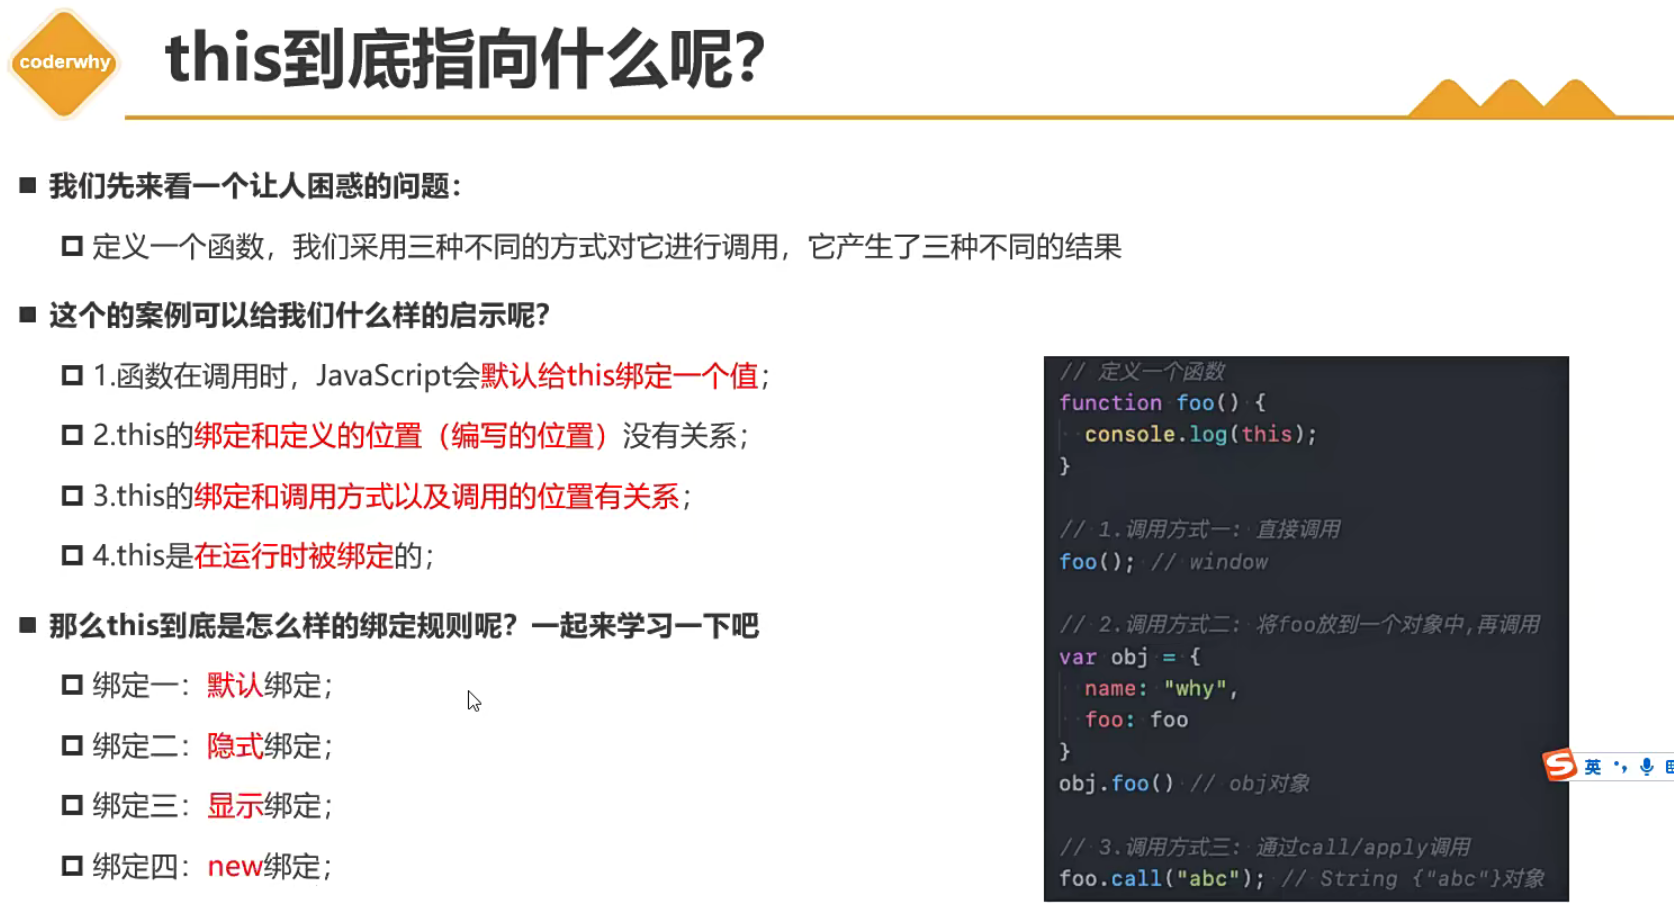 coderwhy
this到底指向什么呢?
我们先来看一个让人困惑的问题：
定义一个函数，我们采用三种不同的方式对它进行调用，它产生了三种不同的结果
这个的案例可以给我们什么样的启示呢？
1.函数在调用时，JavaScript会默认给this绑定一个值；
2.this的绑定和定义的位置（编写的位置）没有关系；
3.this的绑定和调用方式以及调用的位置有关系；
4.this是在运行时被绑定的；
那么this到底是怎么样的绑定规则呢？一起来学习一下吧
绑定一：默认绑定；
绑定二：隐式绑定；
绑定三：显示绑定；
绑定四：new绑定；
// 定义一个函数
function foo() {
console.log(this);
}
// 1.调用方式一: 直接调用
foo(); // window
// 2.调用方式二: 将foo放到一个对象中,再调用
var obj = {
name: "why",
foo: foo
}
obj.foo() // obj对象
// 3.调用方式三: 通过call/apply调用
foo.call("abc"); // String {"abc"}对象
S 英